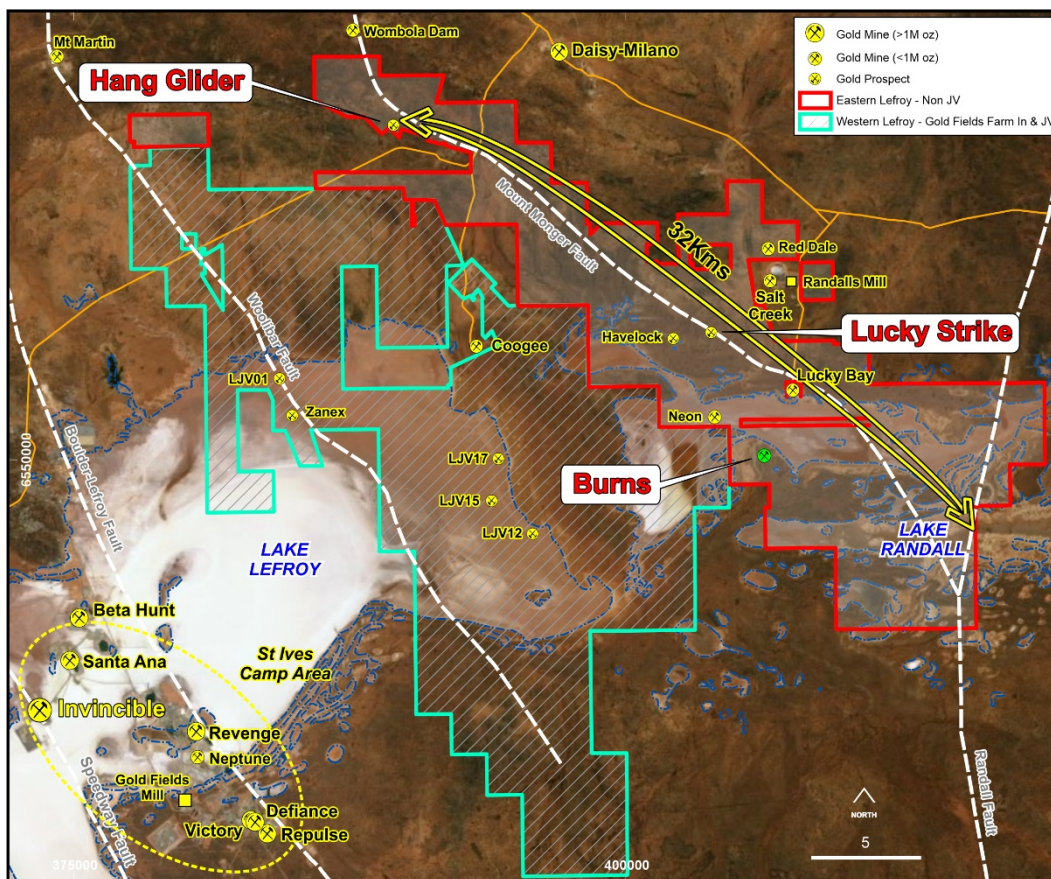 Mt Martin
Wombola Dam
Daisy-Milano
Hang Glider
Gold Mine (>1M oz)
Gold Mine (<1M oz)
Gold Prospect
Eastern Lefroy - Non JV
Western Lefroy - Gold Fields Farm In & JV
Mount Monger Fault
32Kms
Red Dale
Randalls Mill
Salt
Creek
Lucky Strike
Havelock
Coogee
Woolibar Fault
LJV01
Zanex
Lucky Bay
Neon
Burns
LJV17
LJV15
LJV12
6550000
Boulder-Lefroy Fault
LAKE
LEFROY
LAKE
RANDALL
Beta Hunt
Santa Ana
St Ives
Camp Area
Invincible
Revenge
Neptune
Gold Fields
Mill
Defiance
Victory
Repulse
Speedway Fault
Randall Fault
NORTH
5
375000
400000